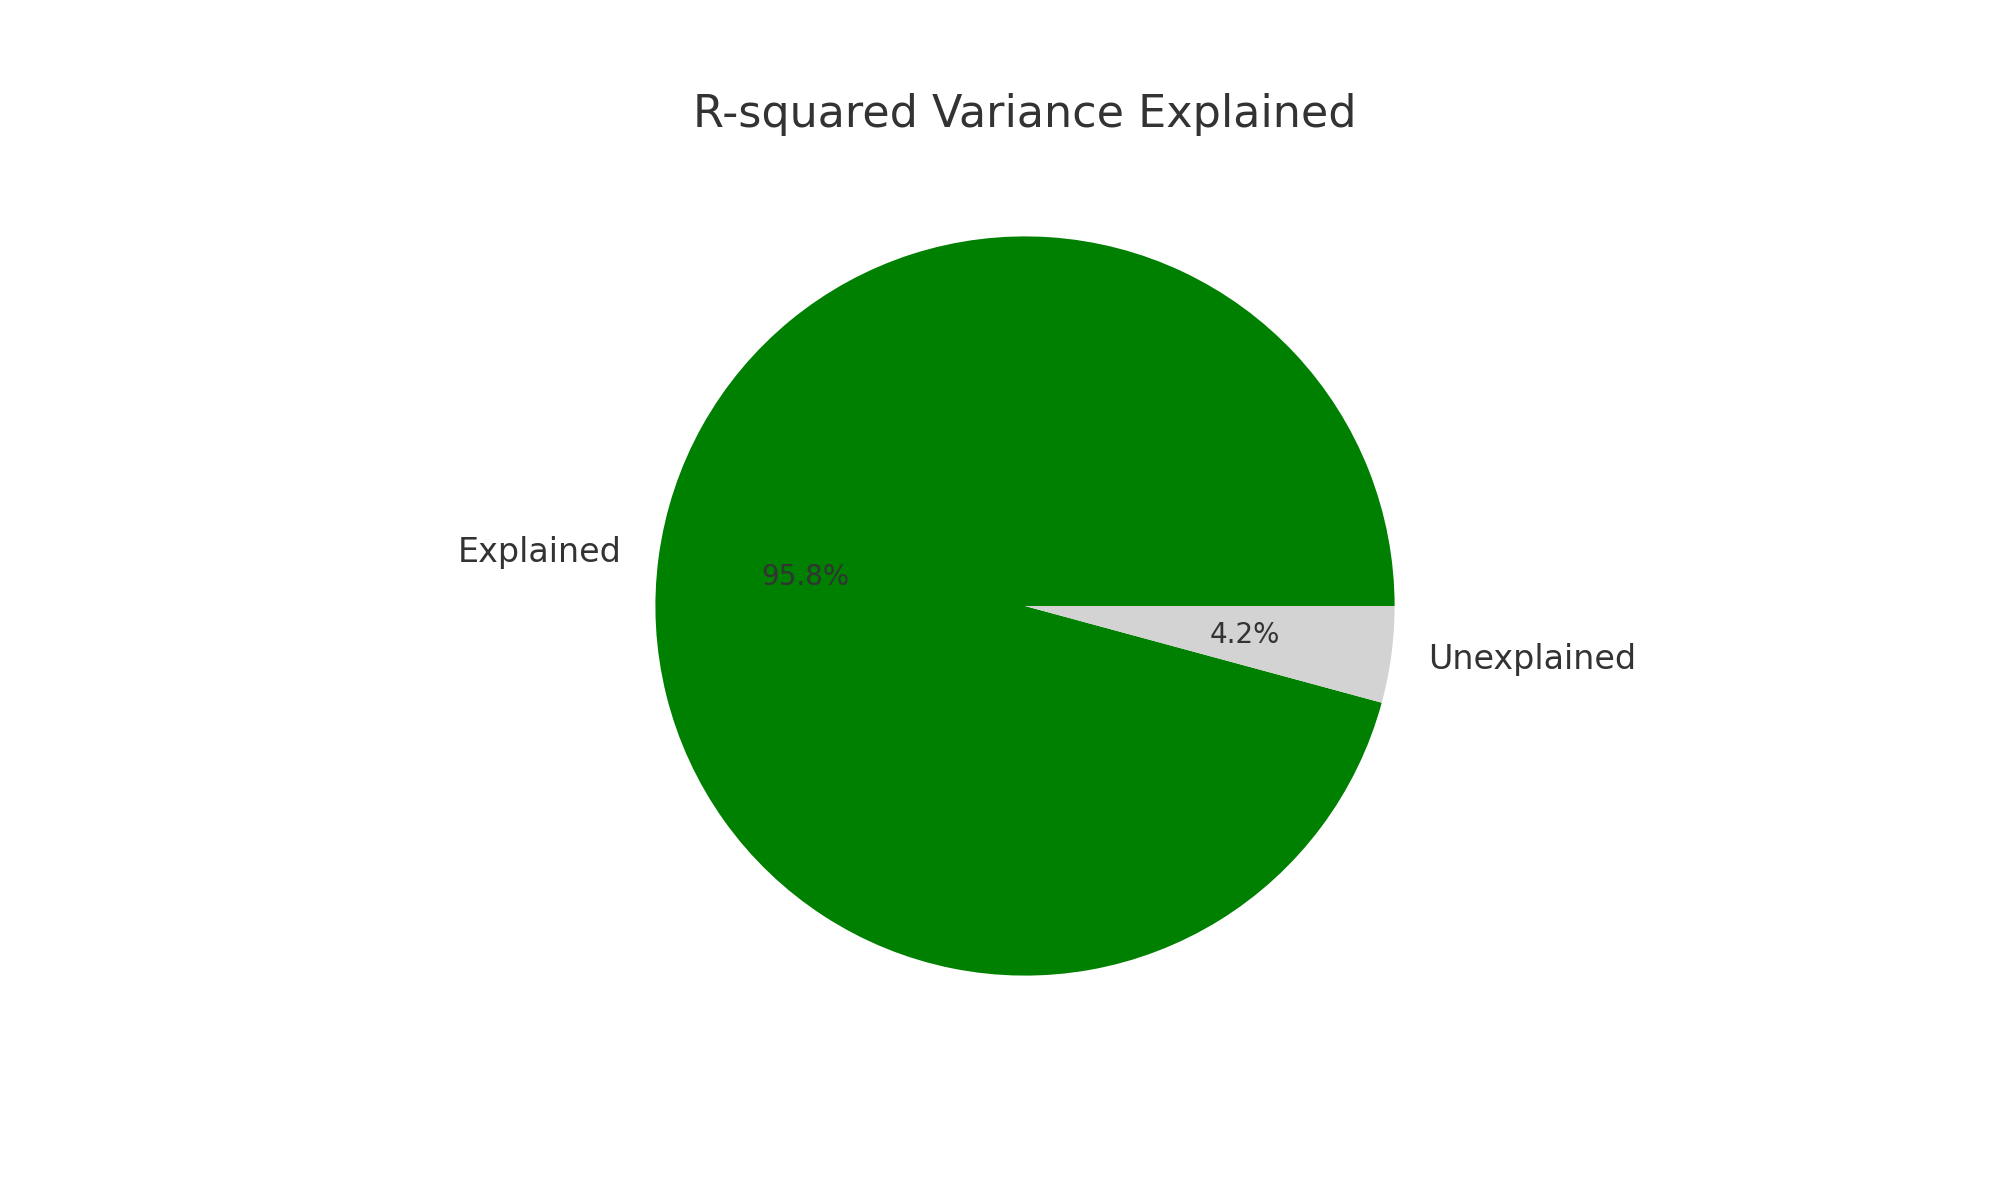 R-squared Variance Explained
Explained
95.8%
4.2%
Unexplained